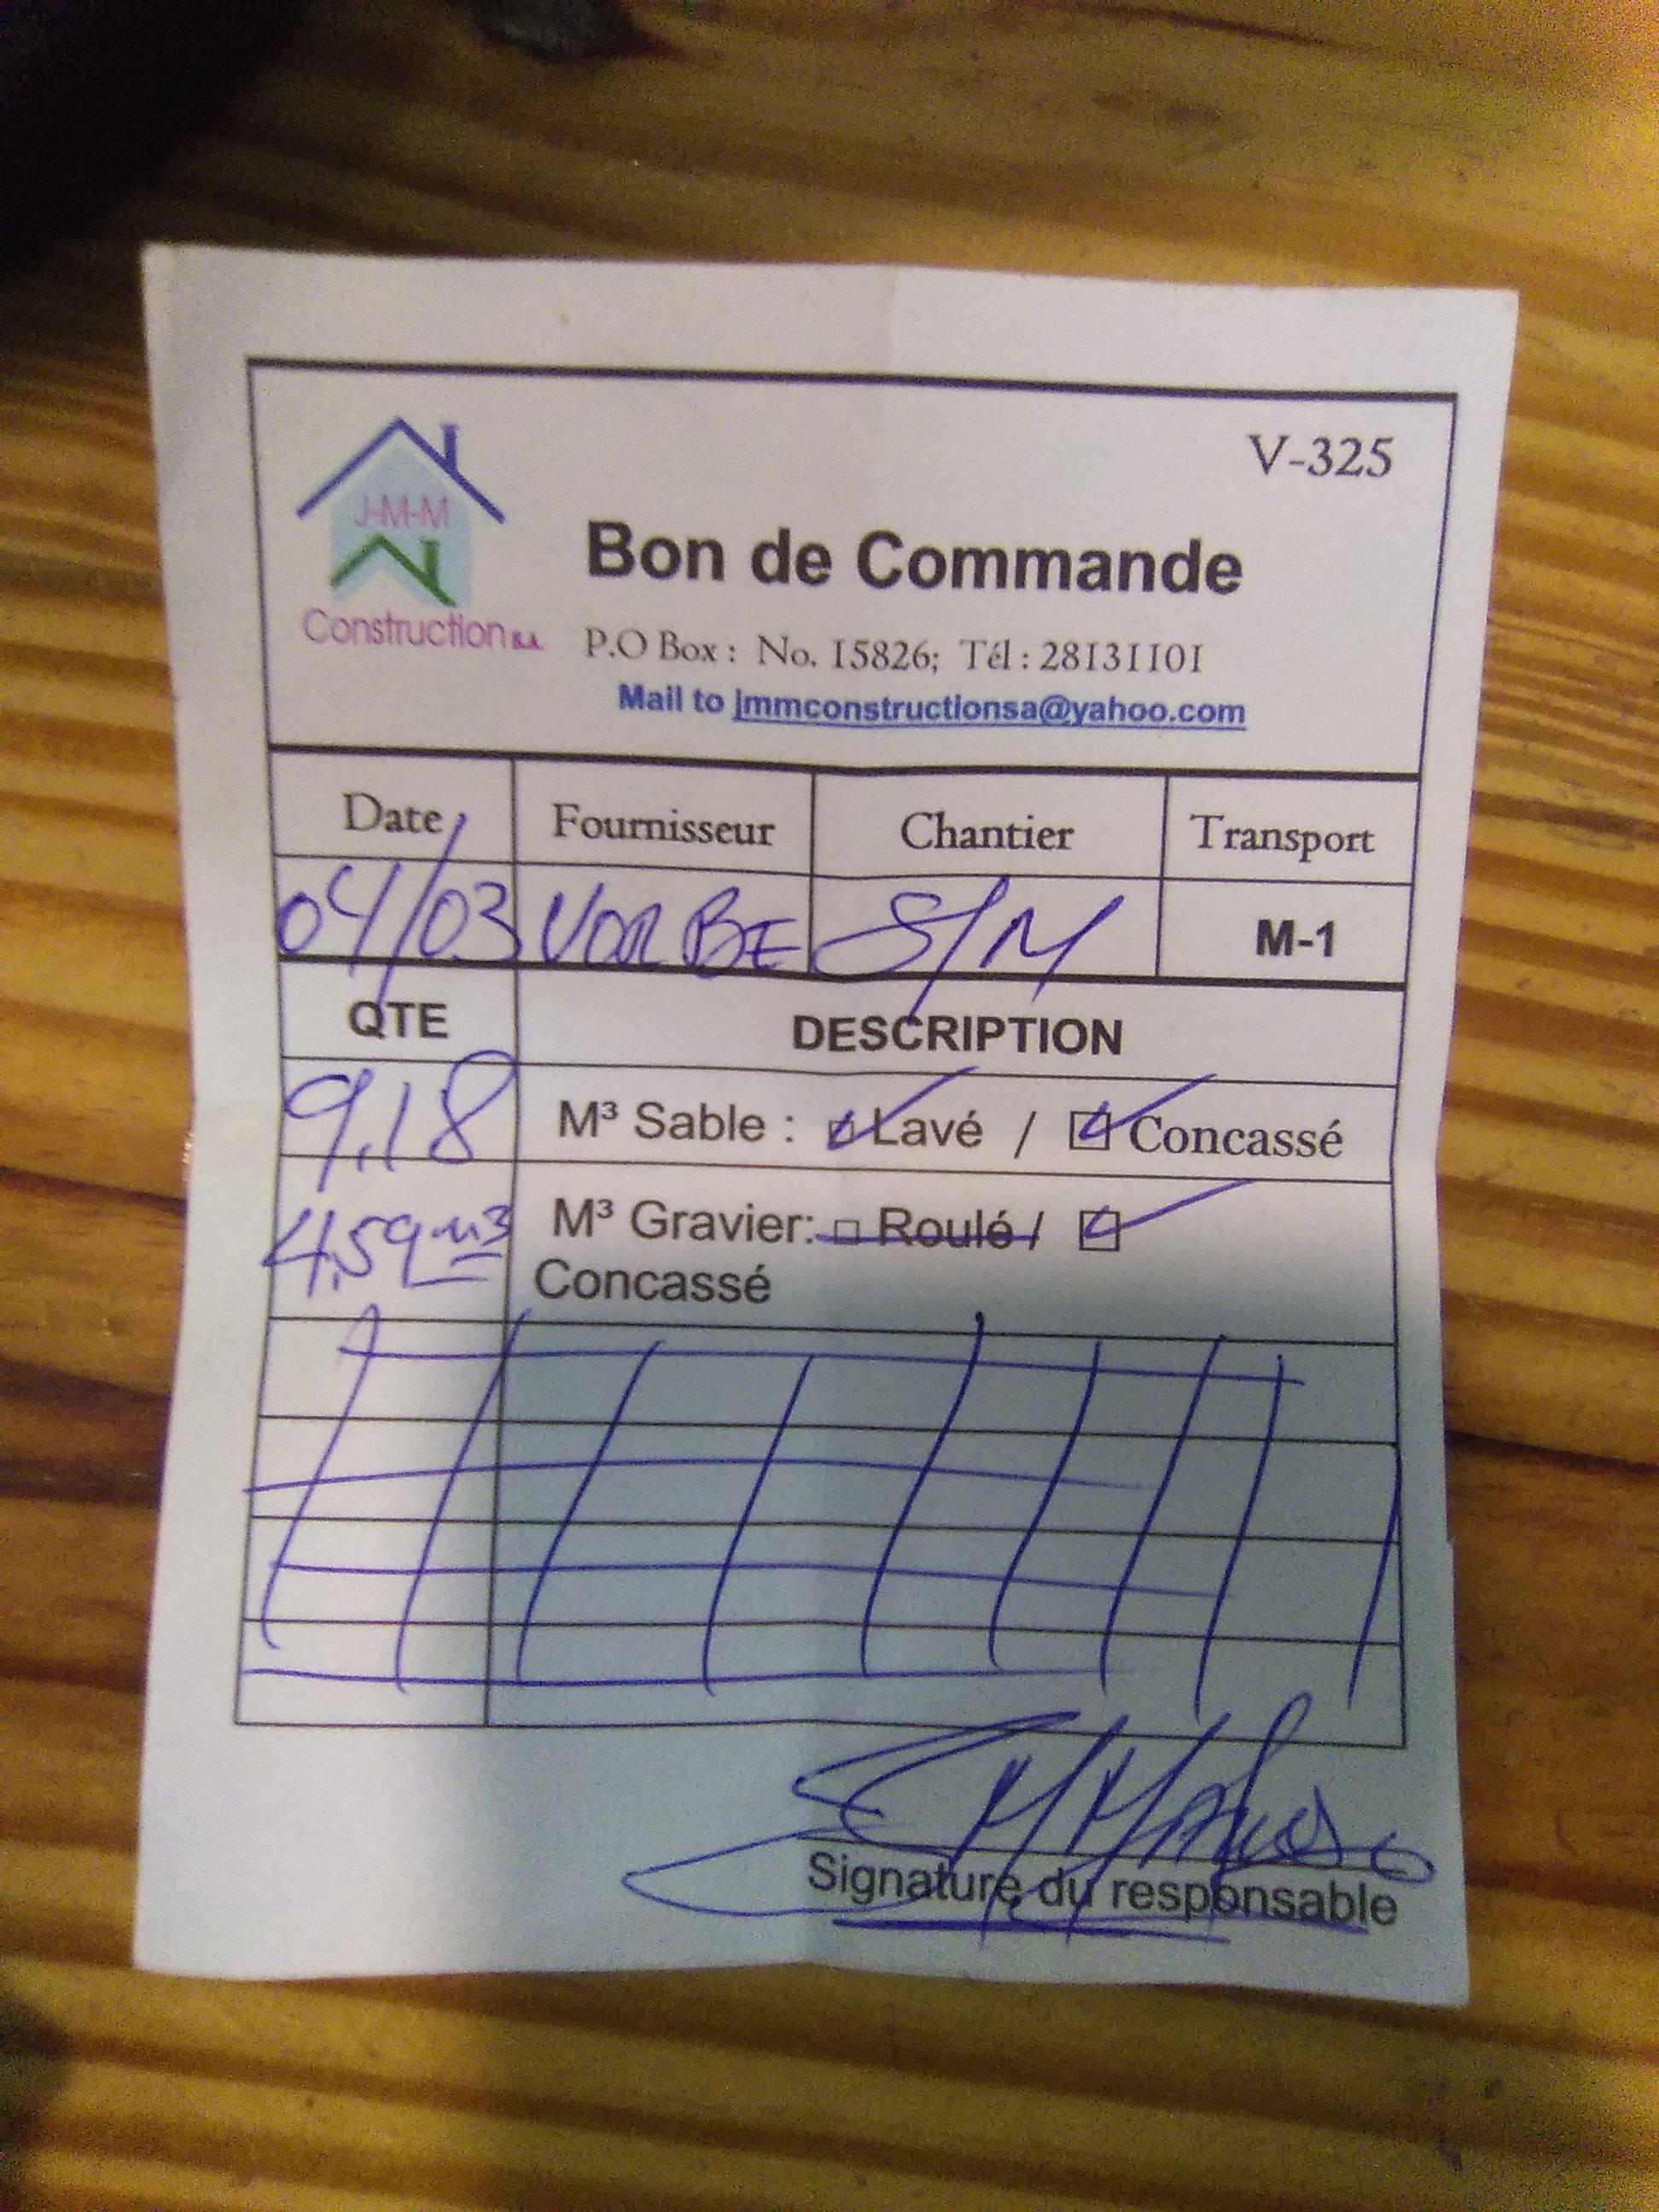 V-325
J-M-M
Construction S.A.
Bon de Commande
P.O Box : No. 15826; Tél : 28131101
Mail to jmmconstructionsa@yahoo.com
Date Fournisseur Chantier Transport
04/03 VORBE S/M M-1
QTE DESCRIPTION
9,18 M³ Sable : Lavé / Concassé
4,59 m3 M³ Gravier: Roulé /
Concassé
Signature du responsable